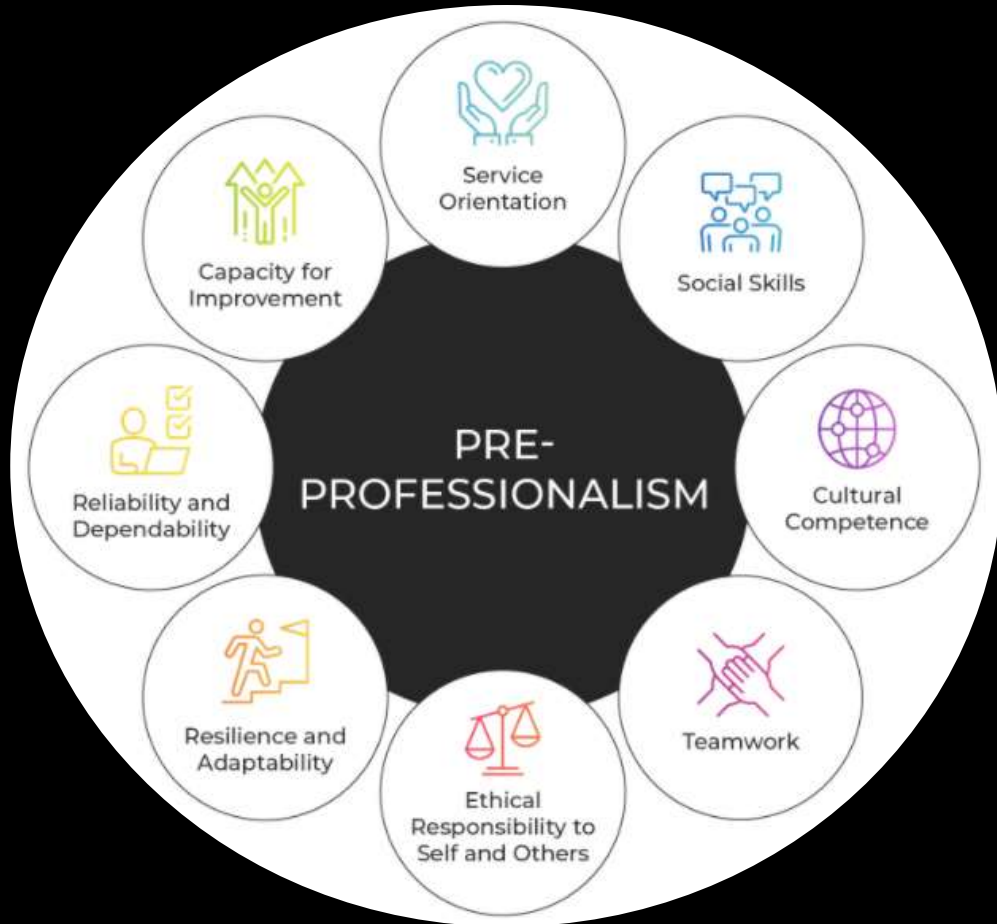 Service
Orientation
Social Skills
Cultural
Competence
Teamwork
Ethical
Responsibility to
Self and Others
Resilience and
Adaptability
Reliability and
Dependability
Capacity for
Improvement
PRE-
PROFESSIONALISM